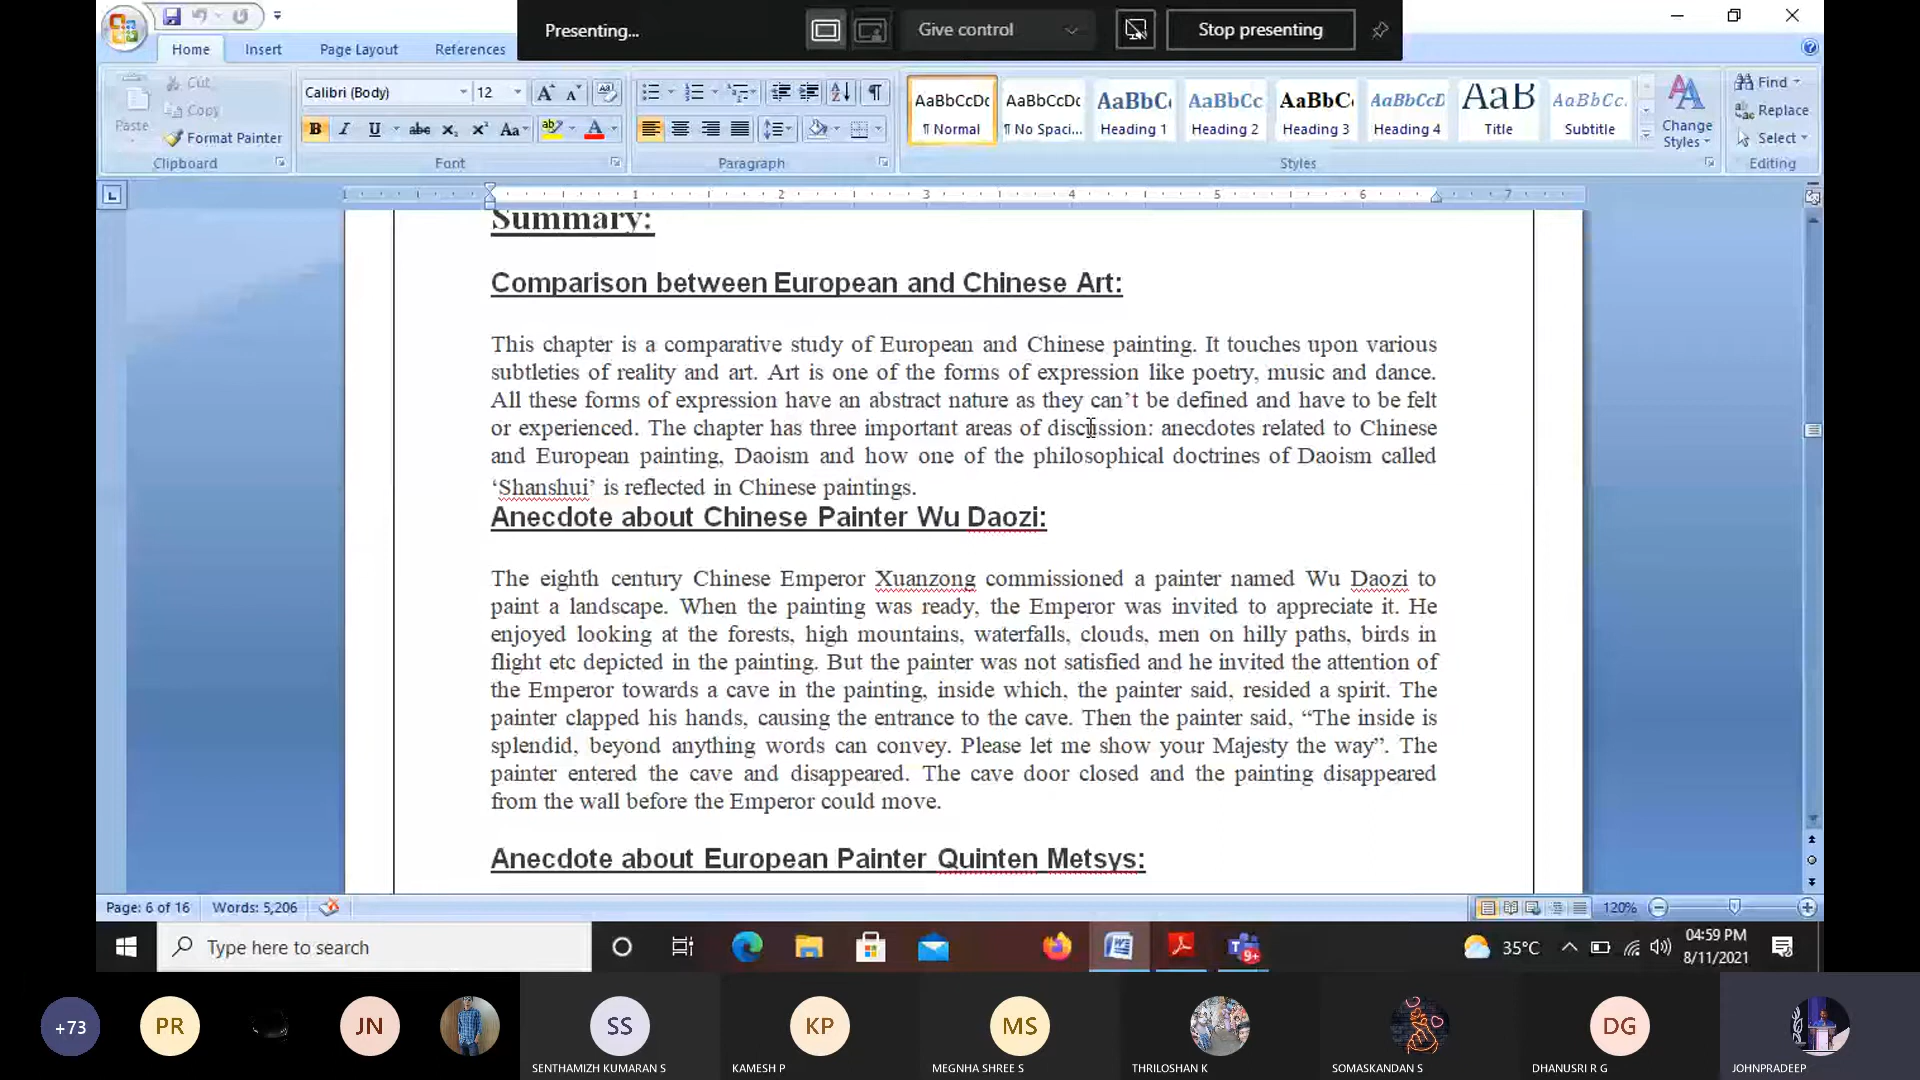 Presenting...
Give control
Stop presenting
Home
Insert
Page Layout
References
Paste
Cut
Copy
Format Painter
Clipboard
Calibri (Body)
12
Font
Paragraph
AaBbCcDc
¶ Normal
AaBbCcDc
¶ No Spaci...
AaBbC
Heading 1
AaBbCc
Heading 2
AaBbCc
Heading 3
AaBbCcD
Heading 4
AaB
Title
AaBbCc.
Subtitle
Change
Styles
Styles
Find
Replace
Select
Editing
1 1 2 3 4 5 6 7
Summary:
Comparison between European and Chinese Art:
This chapter is a comparative study of European and Chinese painting. It touches upon various
subtleties of reality and art. Art is one of the forms of expression like poetry, music and dance.
All these forms of expression have an abstract nature as they can’t be defined and have to be felt
or experienced. The chapter has three important areas of discussion: anecdotes related to Chinese
and European painting, Daoism and how one of the philosophical doctrines of Daoism called
‘Shanshui’ is reflected in Chinese paintings.
Anecdote about Chinese Painter Wu Daozi:
The eighth century Chinese Emperor Xuanzong commissioned a painter named Wu Daozi to
paint a landscape. When the painting was ready, the Emperor was invited to appreciate it. He
enjoyed looking at the forests, high mountains, waterfalls, clouds, men on hilly paths, birds in
flight etc depicted in the painting. But the painter was not satisfied and he invited the attention of
the Emperor towards a cave in the painting, inside which, the painter said, resided a spirit. The
painter clapped his hands, causing the entrance to the cave. Then the painter said, “The inside is
splendid, beyond anything words can convey. Please let me show your Majesty the way”. The
painter entered the cave and disappeared. The cave door closed and the painting disappeared
from the wall before the Emperor could move.
Anecdote about European Painter Quinten Metsys:
Page: 6 of 16
Words: 5,206
120%
Type here to search
9+
35°C
04:59 PM
8/11/2021
+73
PR
JN
SS
SENTHAMIZH KUMARAN S
KP
KAMESH P
MS
MEGNHA SHREE S
THRILOSHAN K
SOMASKANDAN S
DG
DHANUSRI R G
JOHNPRADEEP